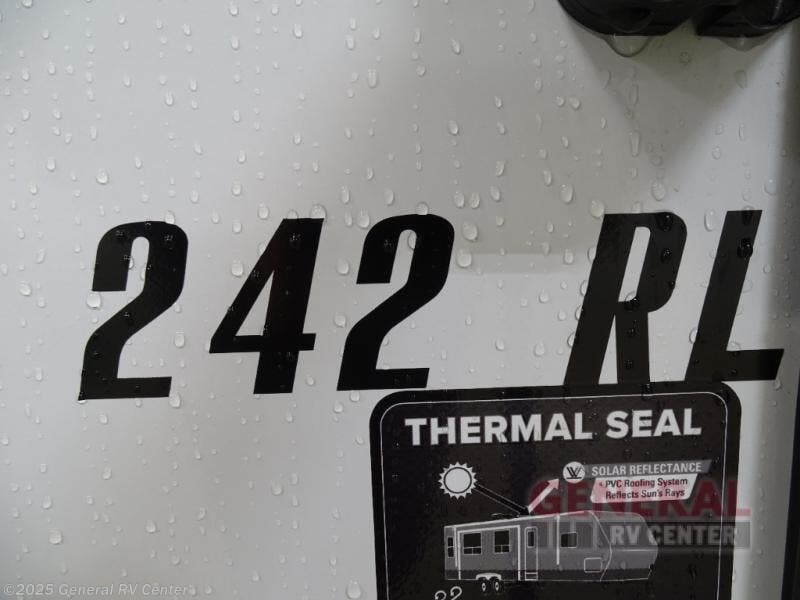 242 RL
THERMAL SEAL
SOLAR REFLECTANCE
• PVC Roofing System
Reflects Sun's Rays
GENERAL
RV CENTER
©2025 General RV Center